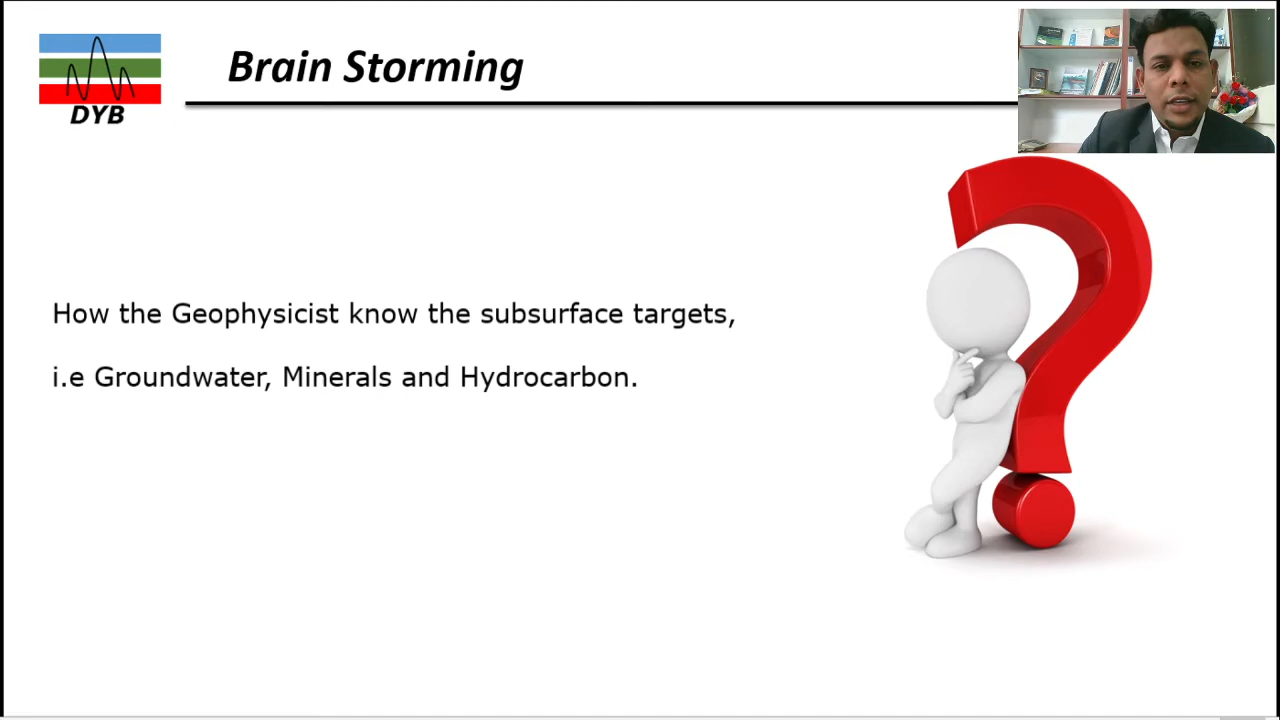 Brain Storming
DYB
How the Geophysicist know the subsurface targets,
i.e Groundwater, Minerals and Hydrocarbon.